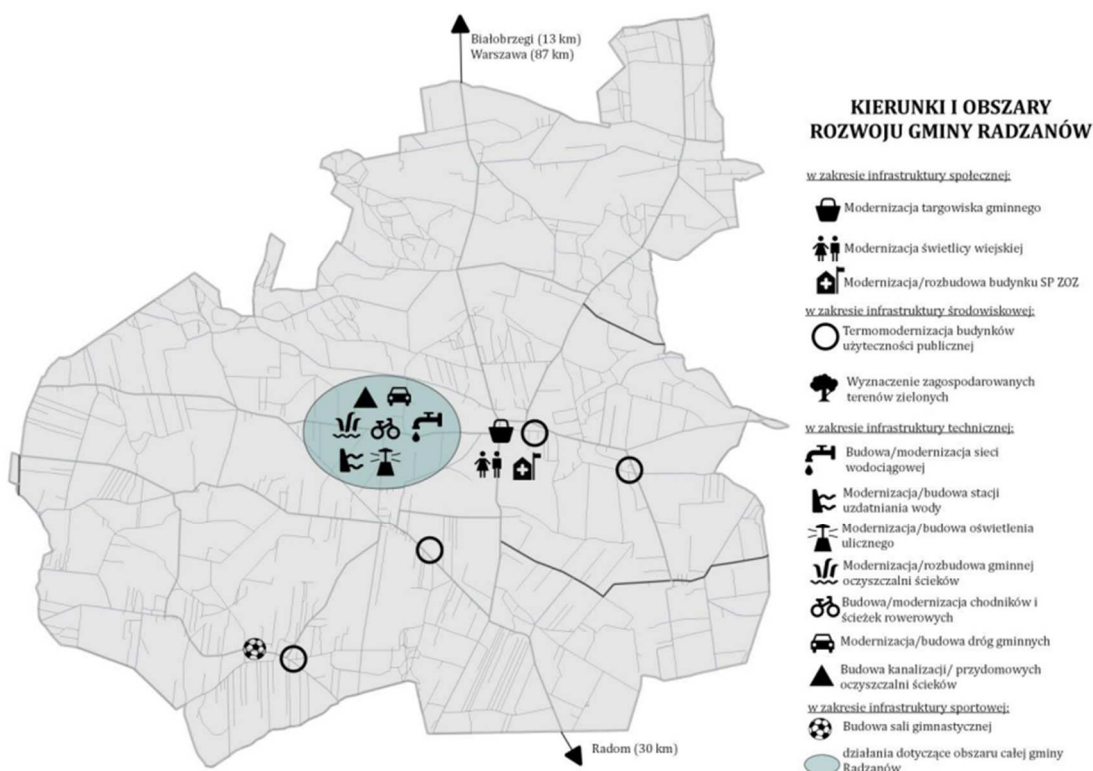 Białobrzegi (13 km)
Warszawa (87 km)
KIERUNKI I OBSZARY
ROZWOJU GMINY RADZANÓW
w zakresie infrastruktury społecznej:
Modernizacja targowiska gminnego
Modernizacja świetlicy wiejskiej
Modernizacja/rozbudowa budynku SP ZOZ
w zakresie infrastruktury środowiskowej:
Termomodernizacja budynków
użyteczności publicznej
Wyznaczenie zagospodarowanych
terenów zielonych
w zakresie infrastruktury technicznej:
Budowa/modernizacja sieci
wodociągowej
Modernizacja/budowa stacji
uzdatniania wody
Modernizacja/budowa oświetlenia
ulicznego
Modernizacja/rozbudowa gminnej
oczyszczalni ścieków
Budowa/modernizacja chodników i
ścieżek rowerowych
Modernizacja/budowa dróg gminnych
Budowa kanalizacji/ przydomowych
oczyszczalni ścieków
w zakresie infrastruktury sportowej:
Budowa sali gimnastycznej
działania dotyczące obszaru całej gminy
Radzanów
Radom (30 km)